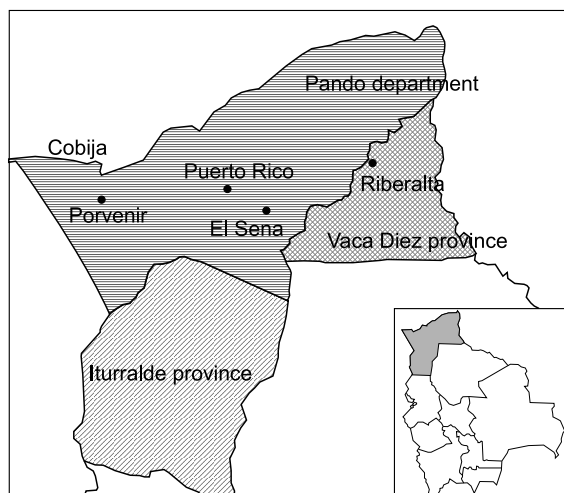 Pando department
Cobija
Puerto Rico
Riberalta
Porvenir
El Sena
Vaca Diez province
Iturralde province